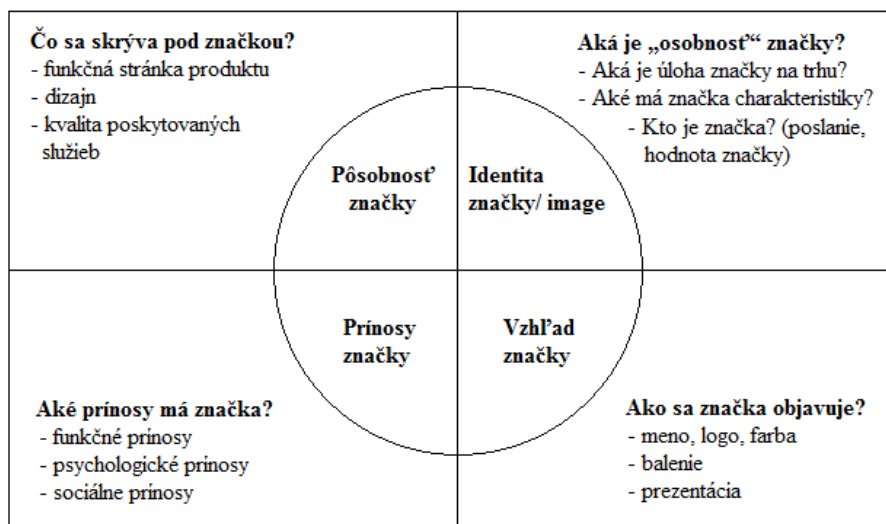 Čo sa skrýva pod značkou?
- funkčná stránka produktu
- dizajn
- kvalita poskytovaných
služieb
Pôsobnosť
značky
Aká je „osobnosť“ značky?
- Aká je úloha značky na trhu?
- Aké má značka charakteristiky?
- Kto je značka? (poslanie,
hodnota značky)
Identita
značky/ image
Prínosy
značky
Aké prínosy má značka?
- funkčné prínosy
- psychologické prínosy
- sociálne prínosy
Vzhľad
značky
Ako sa značka objavuje?
- meno, logo, farba
- balenie
- prezentácia